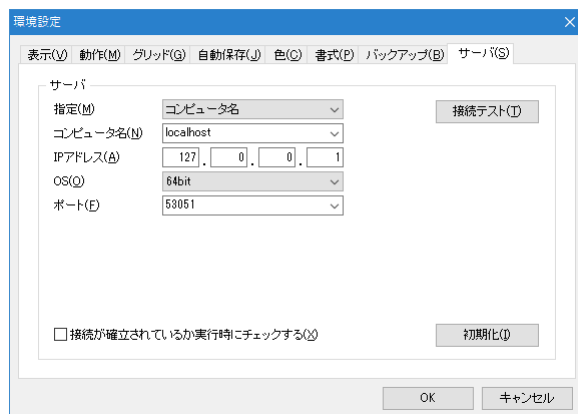 環境設定
表示(V) 動作(M) グリッド(G) 自動保存(J) 色(C) 書式(P) バックアップ(B) サーバ(S)
サーバ
指定(M) コンピュータ名 接続テスト(T)
コンピュータ名(N) localhost
IPアドレス(A) 127 . 0 . 0 . 1
OS(O) 64bit
ポート(F) 53051
接続が確立されているか実行時にチェックする(X) 初期化(I)
OK キャンセル